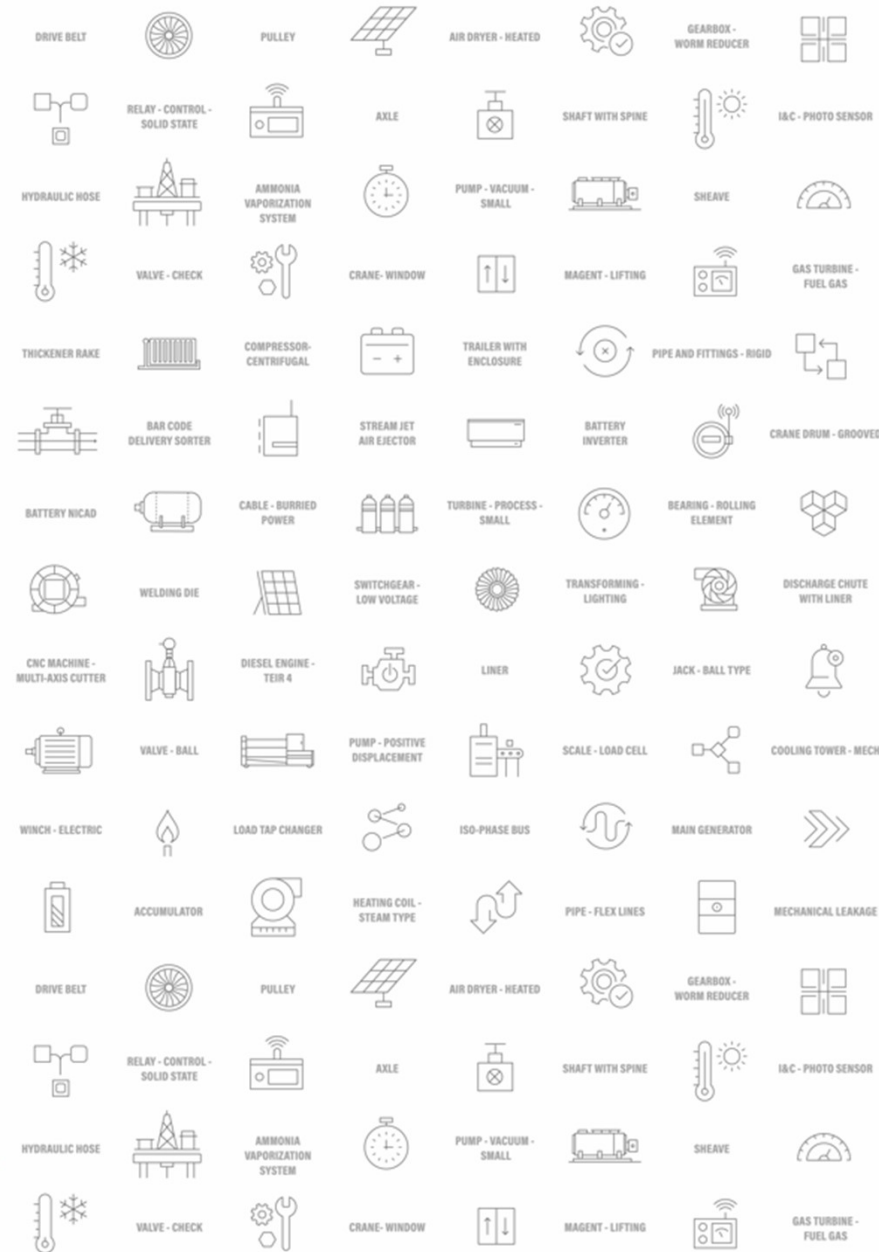 DRIVE BELT
PULLEY
AIR DRYER - HEATED
GEARBOX -
WORM REDUCER
RELAY - CONTROL -
SOLID STATE
AXLE
SHAFT WITH SPINE
I&C - PHOTO SENSOR
HYDRAULIC HOSE
AMMONIA
VAPORIZATION
SYSTEM
PUMP - VACUUM -
SMALL
SHEAVE
VALVE - CHECK
CRANE- WINDOW
MAGENT - LIFTING
GAS TURBINE -
FUEL GAS
THICKENER RAKE
COMPRESSOR-
CENTRIFUGAL
TRAILER WITH
ENCLOSURE
PIPE AND FITTINGS - RIGID
BAR CODE
DELIVERY SORTER
STREAM JET
AIR EJECTOR
BATTERY
INVERTER
CRANE DRUM - GROOVED
BATTERY NICAD
CABLE - BURRIED
POWER
TURBINE - PROCESS -
SMALL
BEARING - ROLLING
ELEMENT
WELDING DIE
SWITCHGEAR -
LOW VOLTAGE
TRANSFORMING -
LIGHTING
DISCHARGE CHUTE
WITH LINER
CNC MACHINE -
MULTI-AXIS CUTTER
DIESEL ENGINE -
TEIR 4
LINER
JACK - BALL TYPE
VALVE - BALL
PUMP - POSITIVE
DISPLACEMENT
SCALE - LOAD CELL
COOLING TOWER - MECH
WINCH - ELECTRIC
LOAD TAP CHANGER
ISO-PHASE BUS
MAIN GENERATOR
ACCUMULATOR
HEATING COIL -
STEAM TYPE
PIPE - FLEX LINES
MECHANICAL LEAKAGE
DRIVE BELT
PULLEY
AIR DRYER - HEATED
GEARBOX -
WORM REDUCER
RELAY - CONTROL -
SOLID STATE
AXLE
SHAFT WITH SPINE
I&C - PHOTO SENSOR
HYDRAULIC HOSE
AMMONIA
VAPORIZATION
SYSTEM
PUMP - VACUUM -
SMALL
SHEAVE
VALVE - CHECK
CRANE- WINDOW
MAGENT - LIFTING
GAS TURBINE -
FUEL GAS